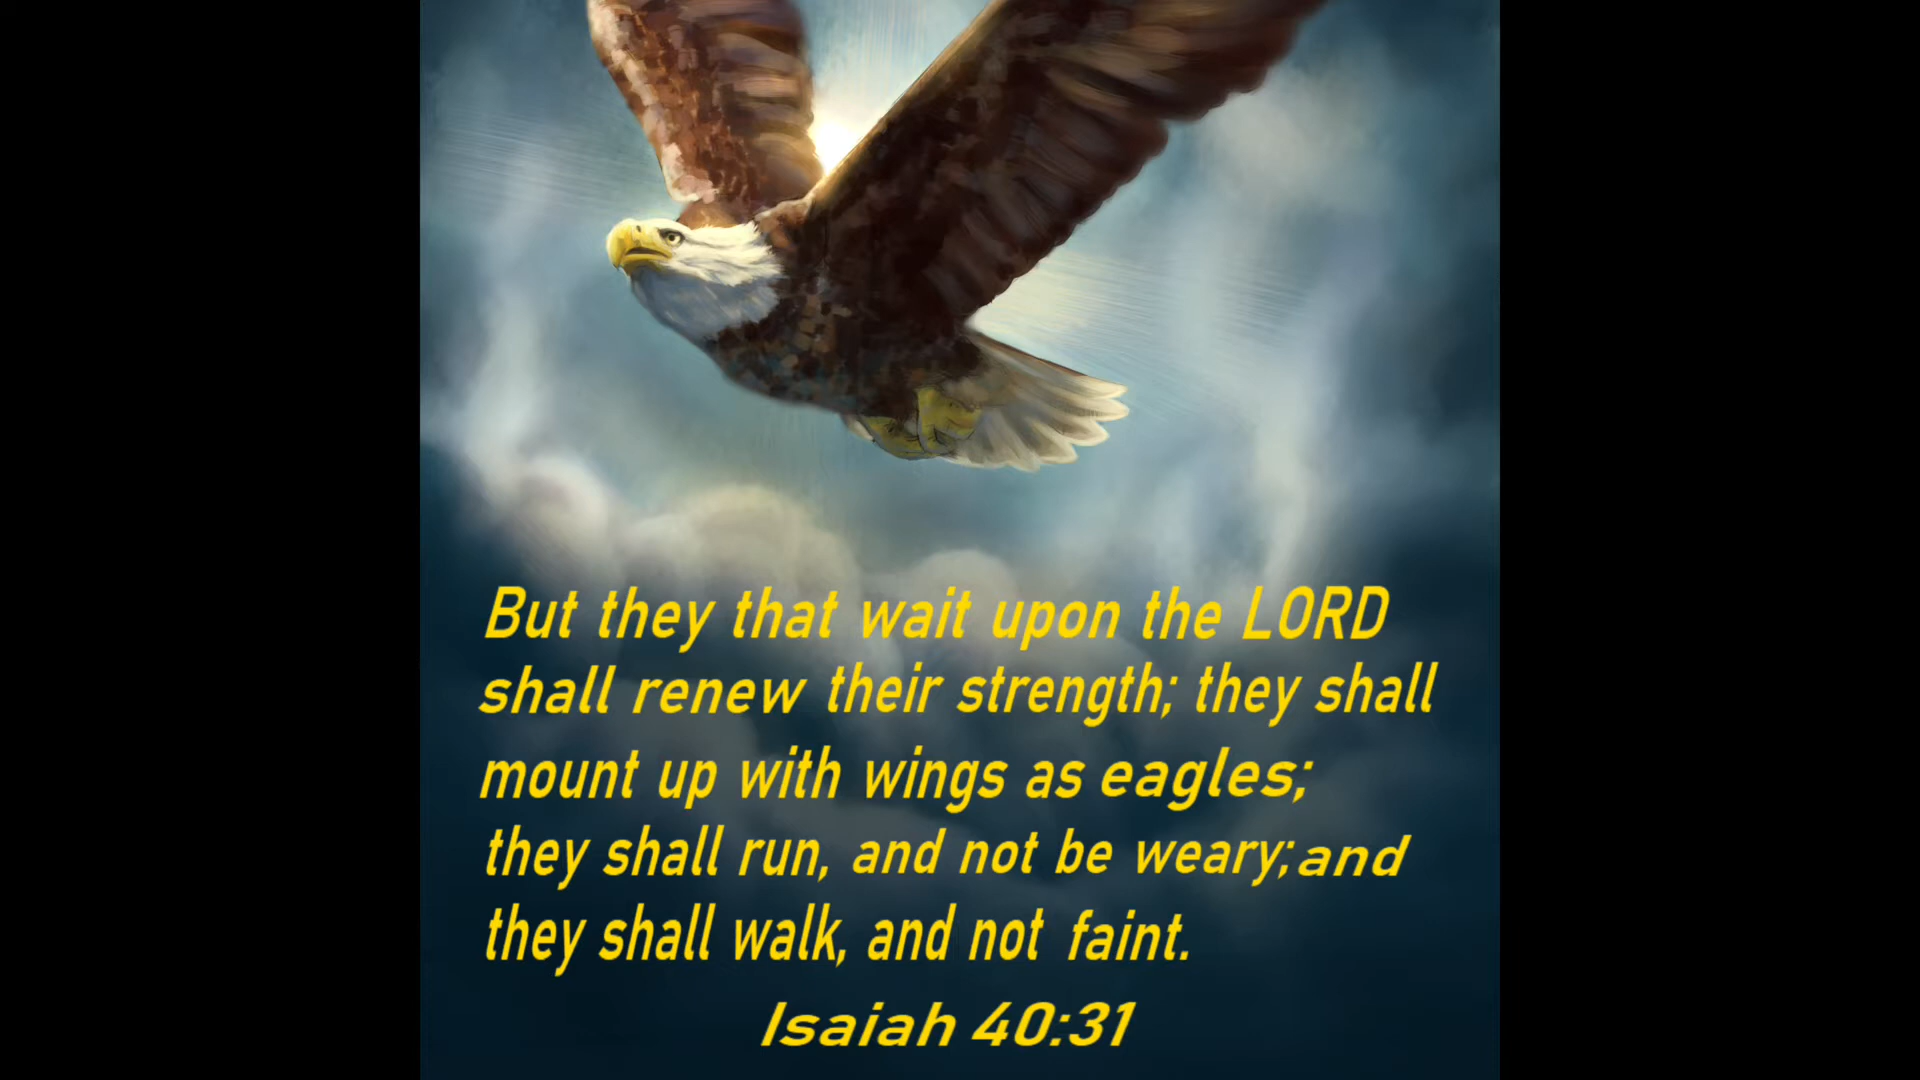 But they that wait upon the LORD
shall renew their strength; they shall
mount up with wings as eagles;
they shall run, and not be weary; and
they shall walk, and not faint.
Isaiah 40:31